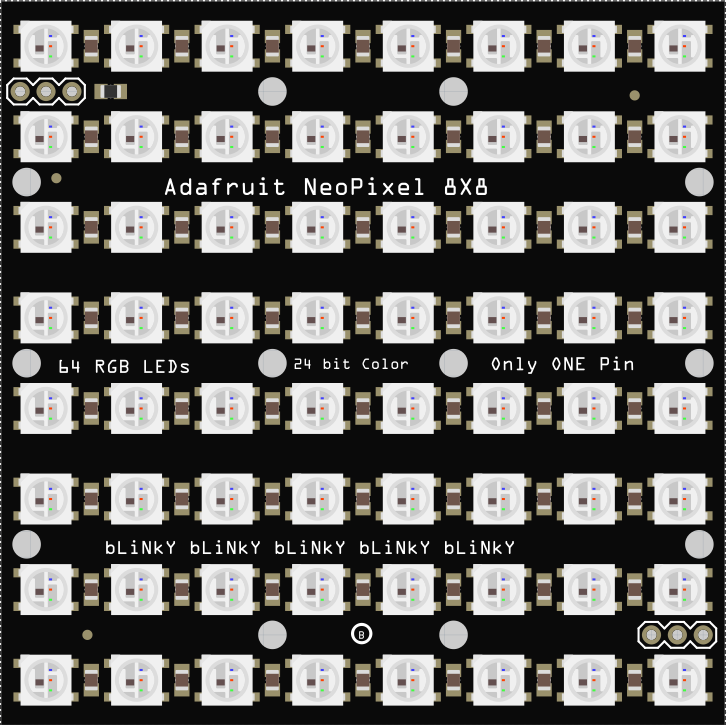 Adafruit NeoPixel 8X8
64 RGB LEDs
24 bit Color
Only ONE Pin
bLiNkY bLiNkY bLiNkY bLiNkY bLiNkY
B